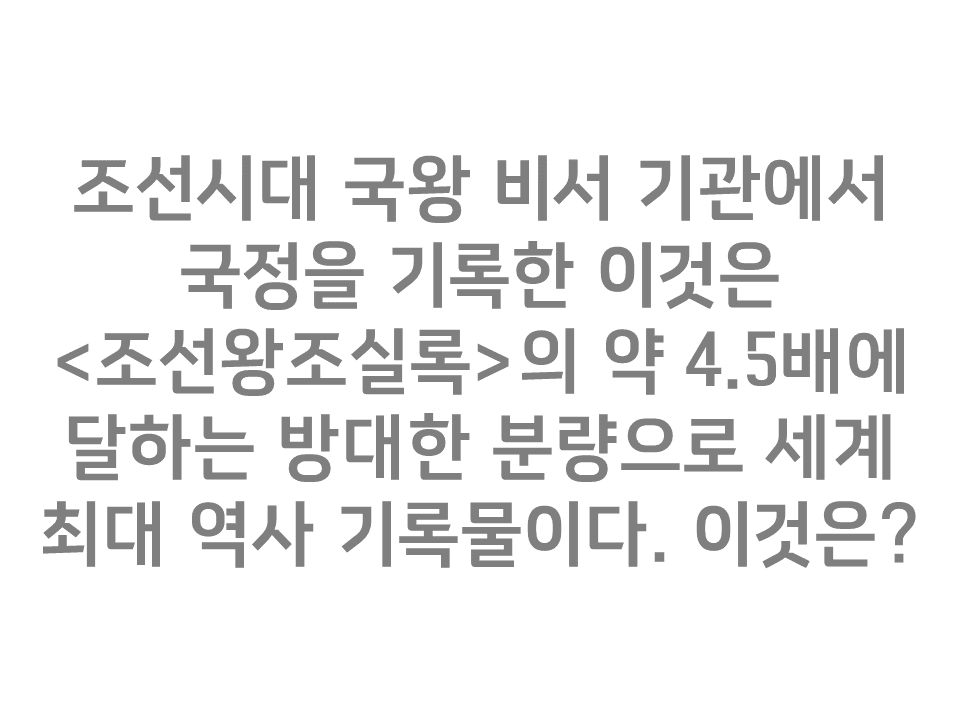 조선시대 국왕 비서 기관에서
국정을 기록한 이것은
<조선왕조실록>의 약 4.5배에
달하는 방대한 분량으로 세계
최대 역사 기록물이다. 이것은?